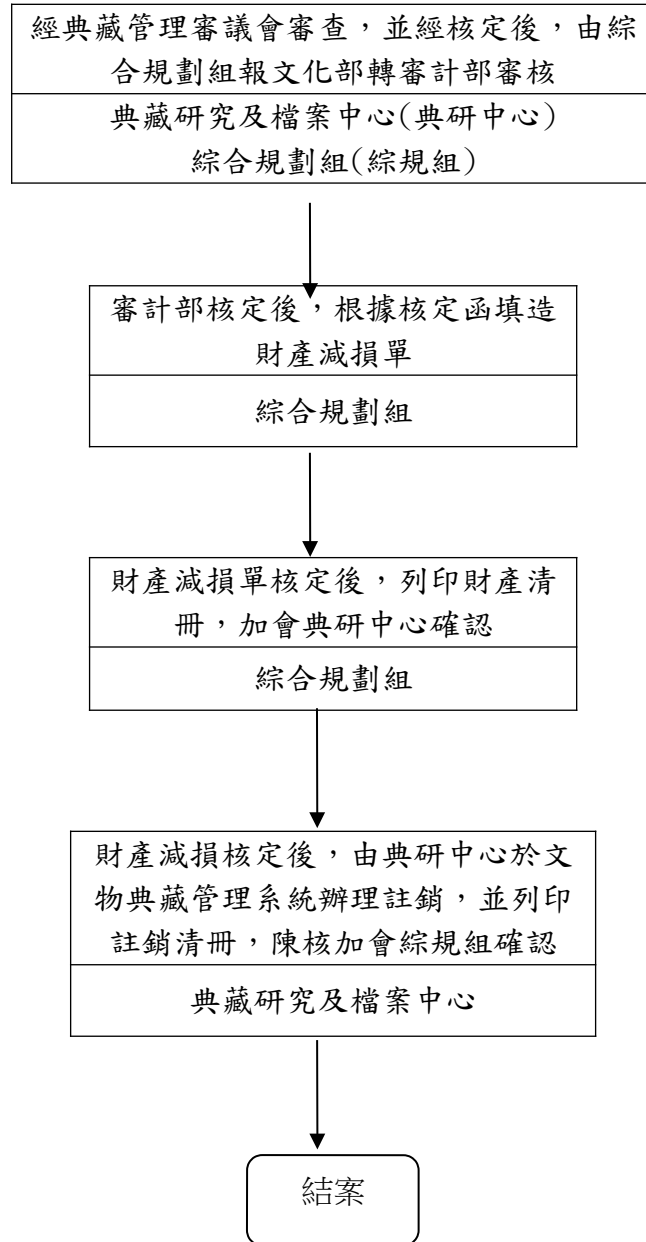 經典藏管理審議會審查，並經核定後，由綜
合規劃組報文化部轉審計部審核
典藏研究及檔案中心(典研中心)
綜合規劃組(綜規組)
審計部核定後，根據核定函填造
財產減損單
綜合規劃組
財產減損單核定後，列印財產清
冊，加會典研中心確認
綜合規劃組
財產減損核定後，由典研中心於文
物典藏管理系統辦理註銷，並列印
註銷清冊，陳核加會綜規組確認
典藏研究及檔案中心
結案